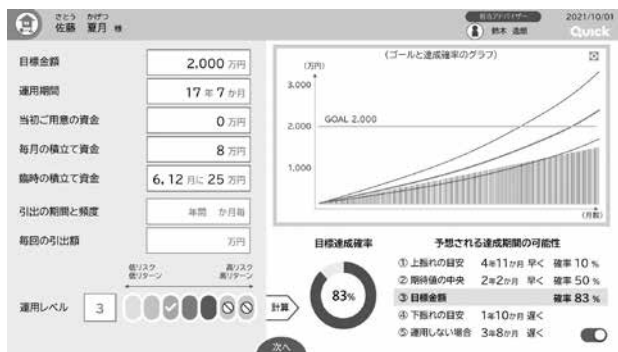 さとう かげつ
佐藤 夏月 様
担当アドバイザー
鈴木
2021/10/01
Quick
目標金額 2,000 万円
運用期間 17 年 7 か月
当初ご用意の資金 0 万円
毎月の積立て資金 8 万円
臨時の積立て資金 6, 12 月に 25 万円
引出の期間と頻度 年間 か月毎
毎回の引出額 万円
低リスク 高リスク
低リターン 高リターン
運用レベル 3
計算
(ゴールと達成確率のグラフ)
(万円)
3,000
GOAL 2,000
2,000
1,000
(月数)
目標達成確率
83%
予想される達成期間の可能性
① 上振れの目安 4年11か月 早く 確率 10 %
② 期待値の中央 2年2か月 早く 確率 50 %
③ 目標金額 確率 83 %
④ 下振れの目安 1年10か月 遅く
⑤ 運用しない場合 3年8か月 遅く
次へ